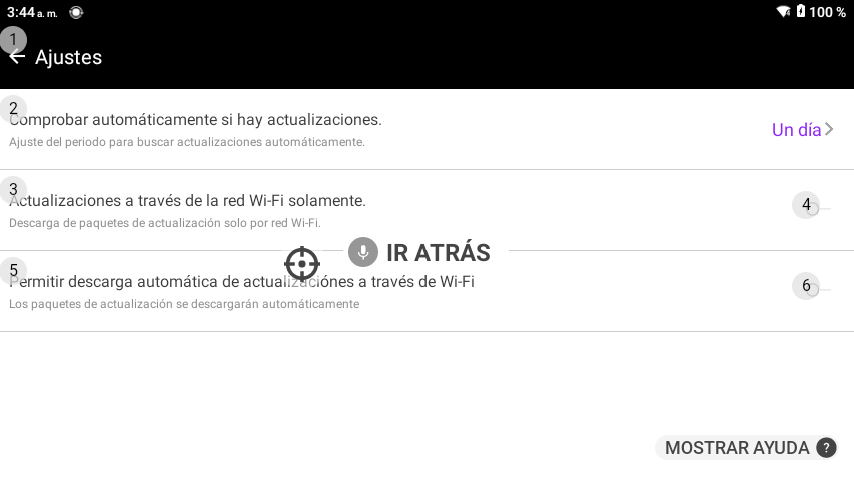 3:44 a. m.
100 %
1
Ajustes
2
Comprobar automáticamente si hay actualizaciones.
Ajuste del periodo para buscar actualizaciones automáticamente.
Un día
3
Actualizaciones a través de la red Wi-Fi solamente.
Descarga de paquetes de actualización solo por red Wi-Fi.
4
IR ATRÁS
5
Permitir descarga automática de actualizaciónes a través de Wi-Fi
Los paquetes de actualización se descargarán automáticamente
6
MOSTRAR AYUDA ?